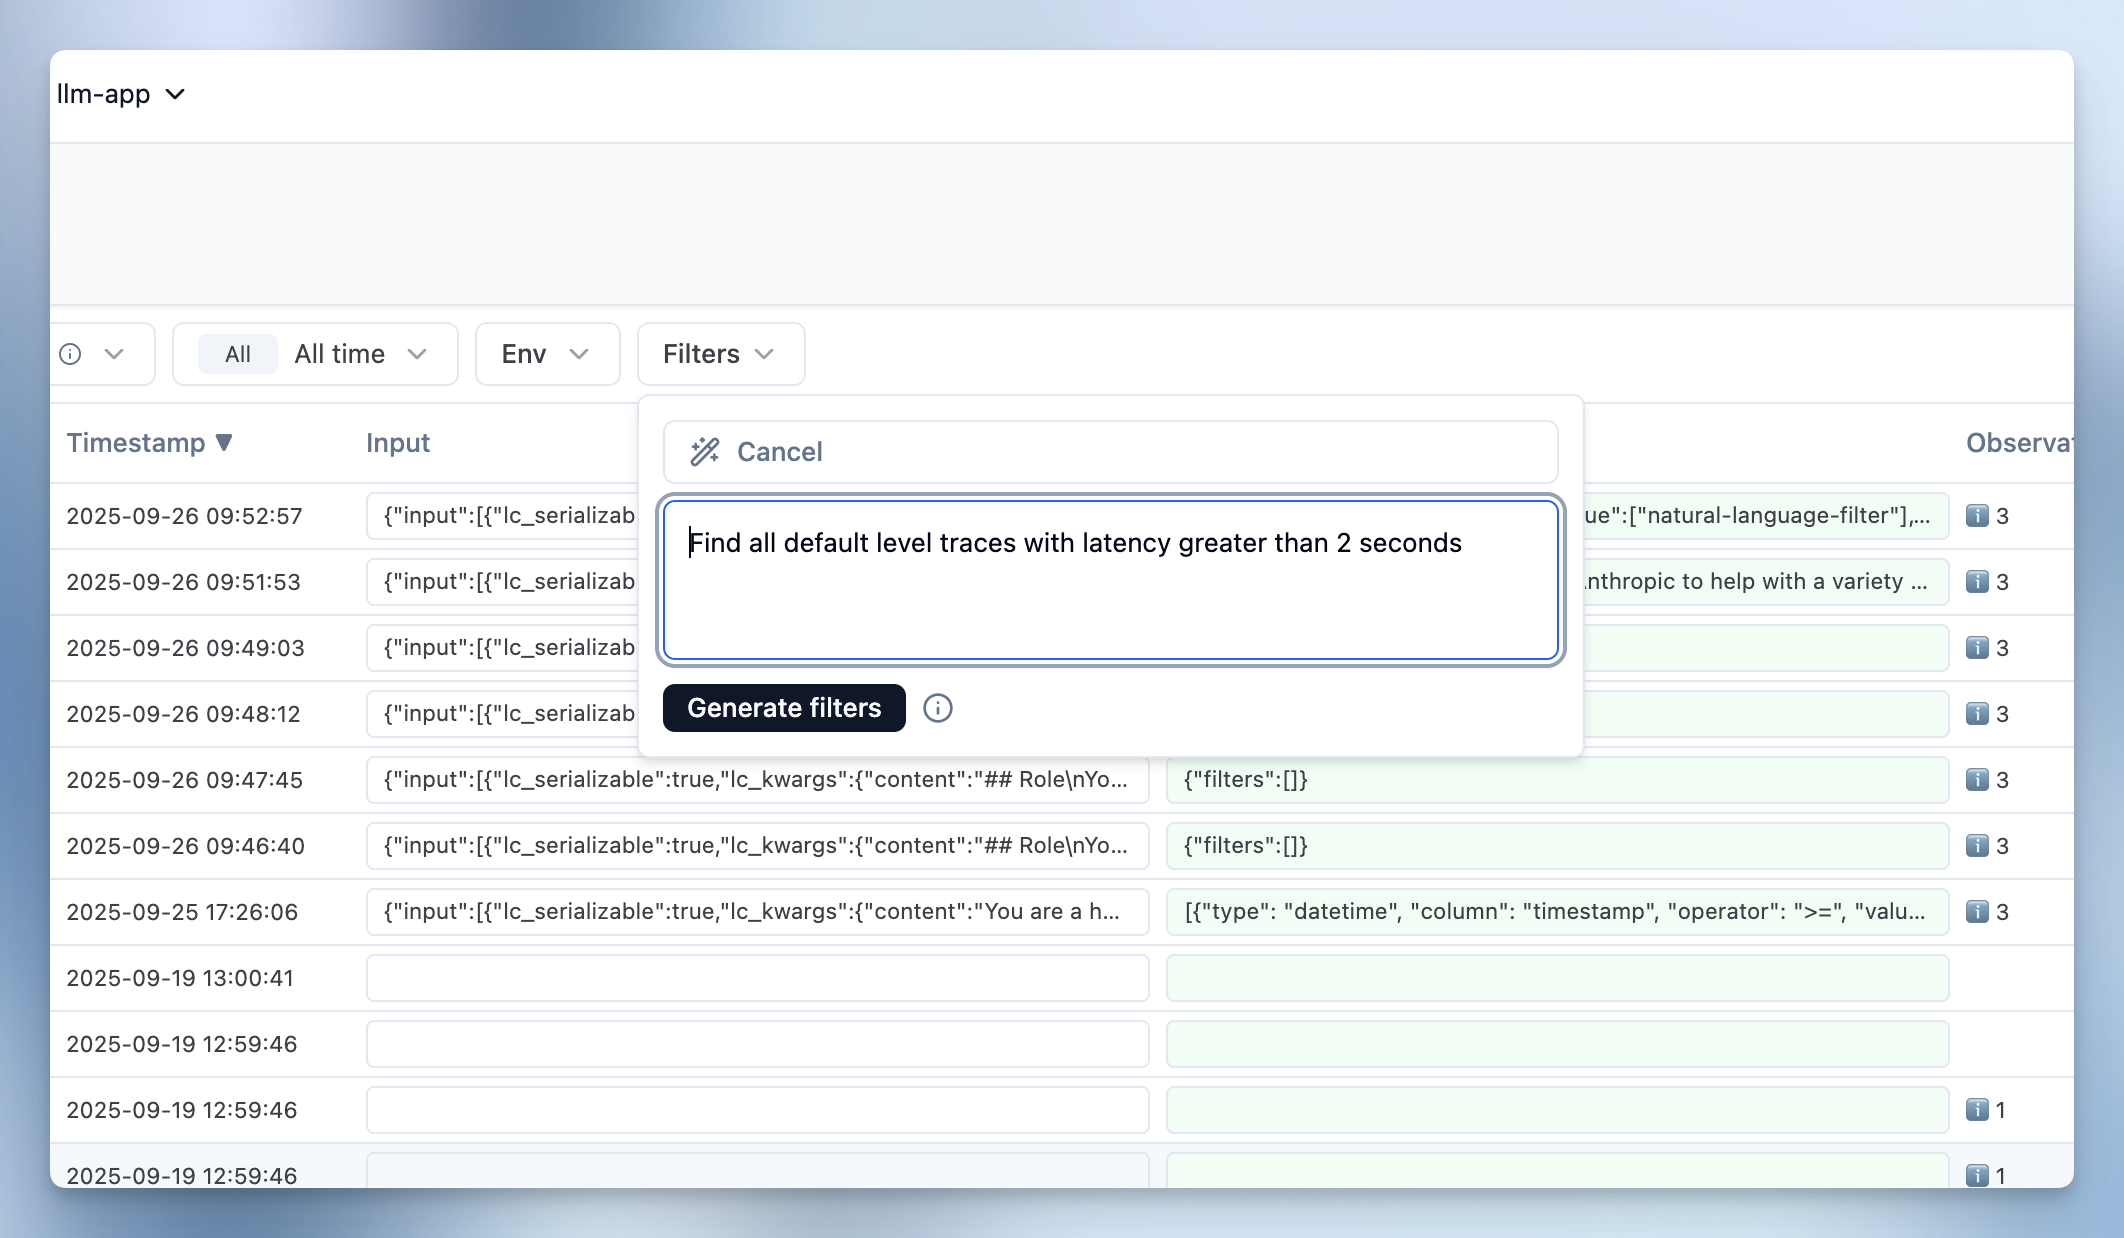 llm-app
All All time Env Filters
Timestamp ▼ Input Observat
Cancel
Find all default level traces with latency greater than 2 seconds
Generate filters
2025-09-26 09:52:57 {"input":[{"lc_serializab ue":["natural-language-filter"],... 3
2025-09-26 09:51:53 {"input":[{"lc_serializab nthropic to help with a variety ... 3
2025-09-26 09:49:03 {"input":[{"lc_serializab 3
2025-09-26 09:48:12 {"input":[{"lc_serializab 3
2025-09-26 09:47:45 {"input":[{"lc_serializable":true,"lc_kwargs":{"content":"## Role\nYo... {"filters":[]} 3
2025-09-26 09:46:40 {"input":[{"lc_serializable":true,"lc_kwargs":{"content":"## Role\nYo... {"filters":[]} 3
2025-09-25 17:26:06 {"input":[{"lc_serializable":true,"lc_kwargs":{"content":"You are a h... [{"type": "datetime", "column": "timestamp", "operator": ">=", "valu... 3
2025-09-19 13:00:41
2025-09-19 12:59:46
2025-09-19 12:59:46 1
2025-09-19 12:59:46 1